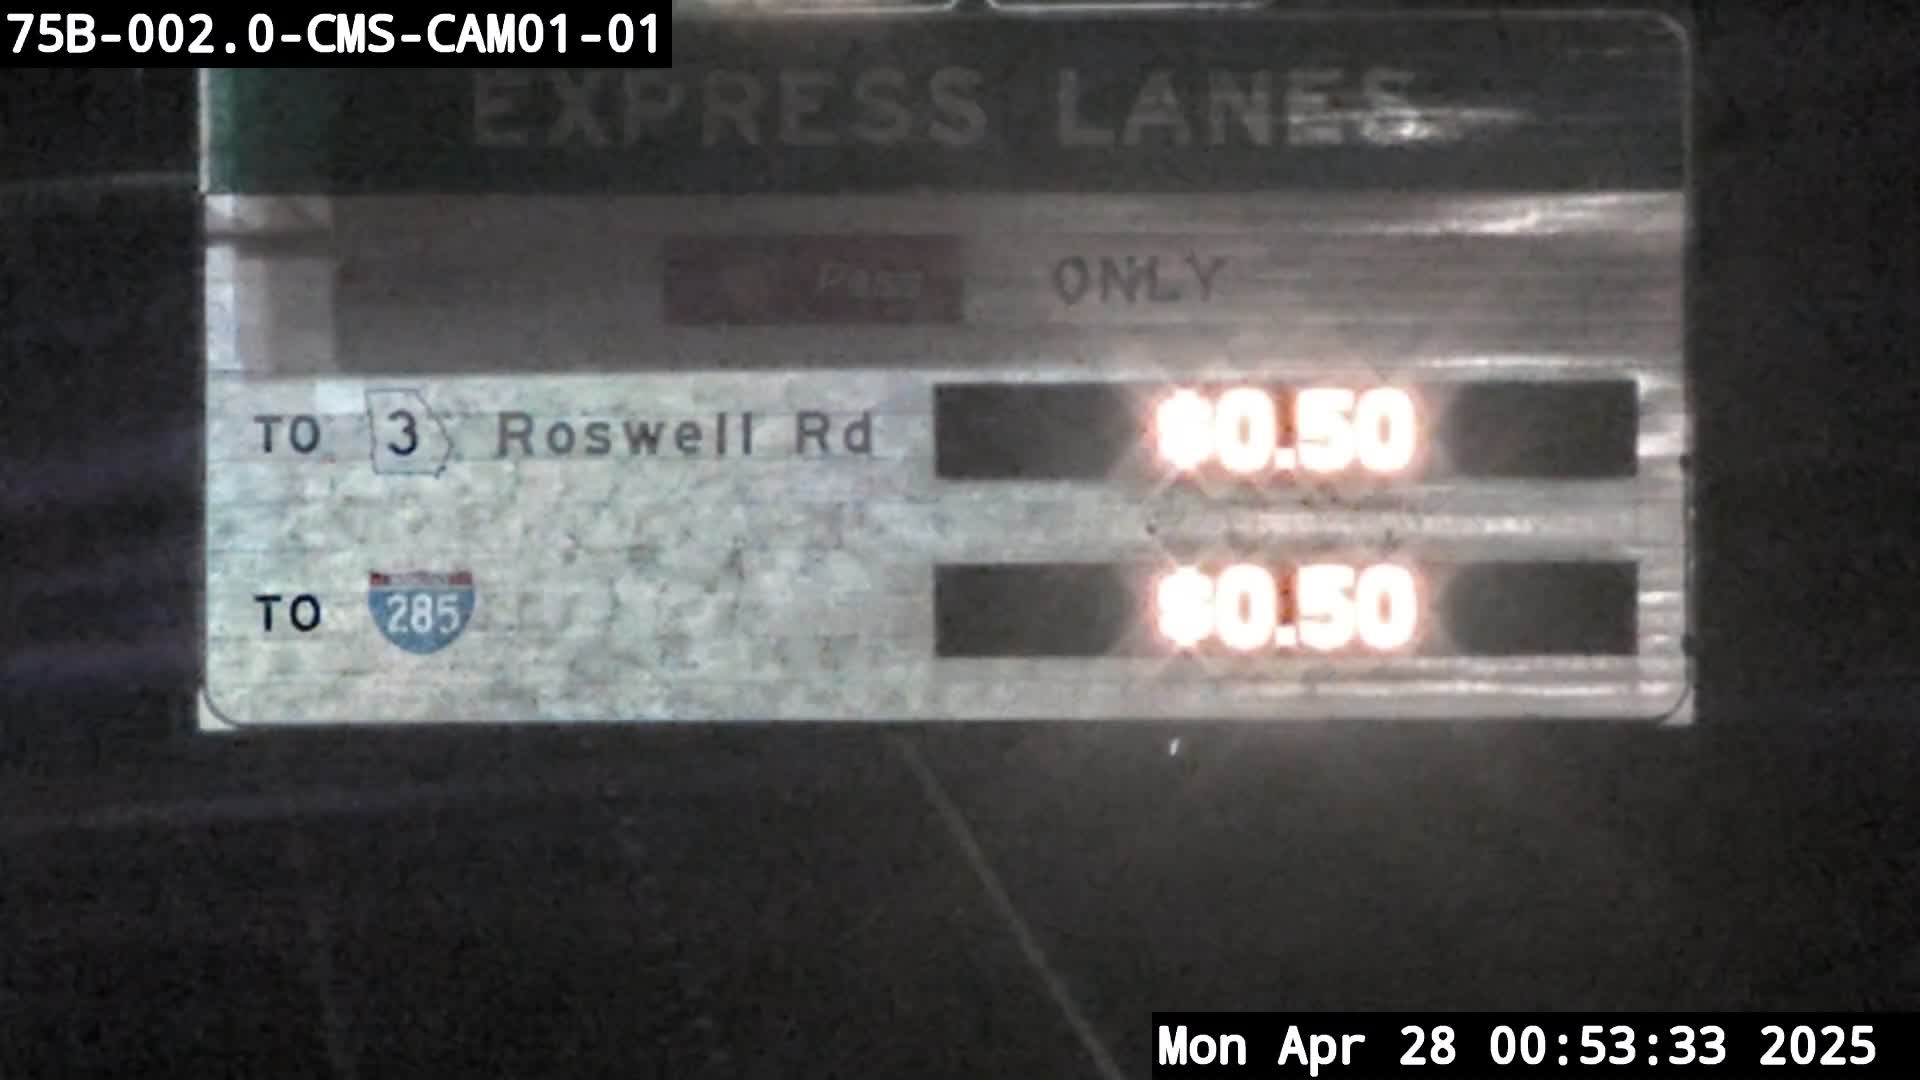 75B-002.0-CMS-CAM01-01
EXPRESS LANES
Pass ONLY
TO 3 Roswell Rd $0.50
TO 285 $0.50
Mon Apr 28 00:53:33 2025